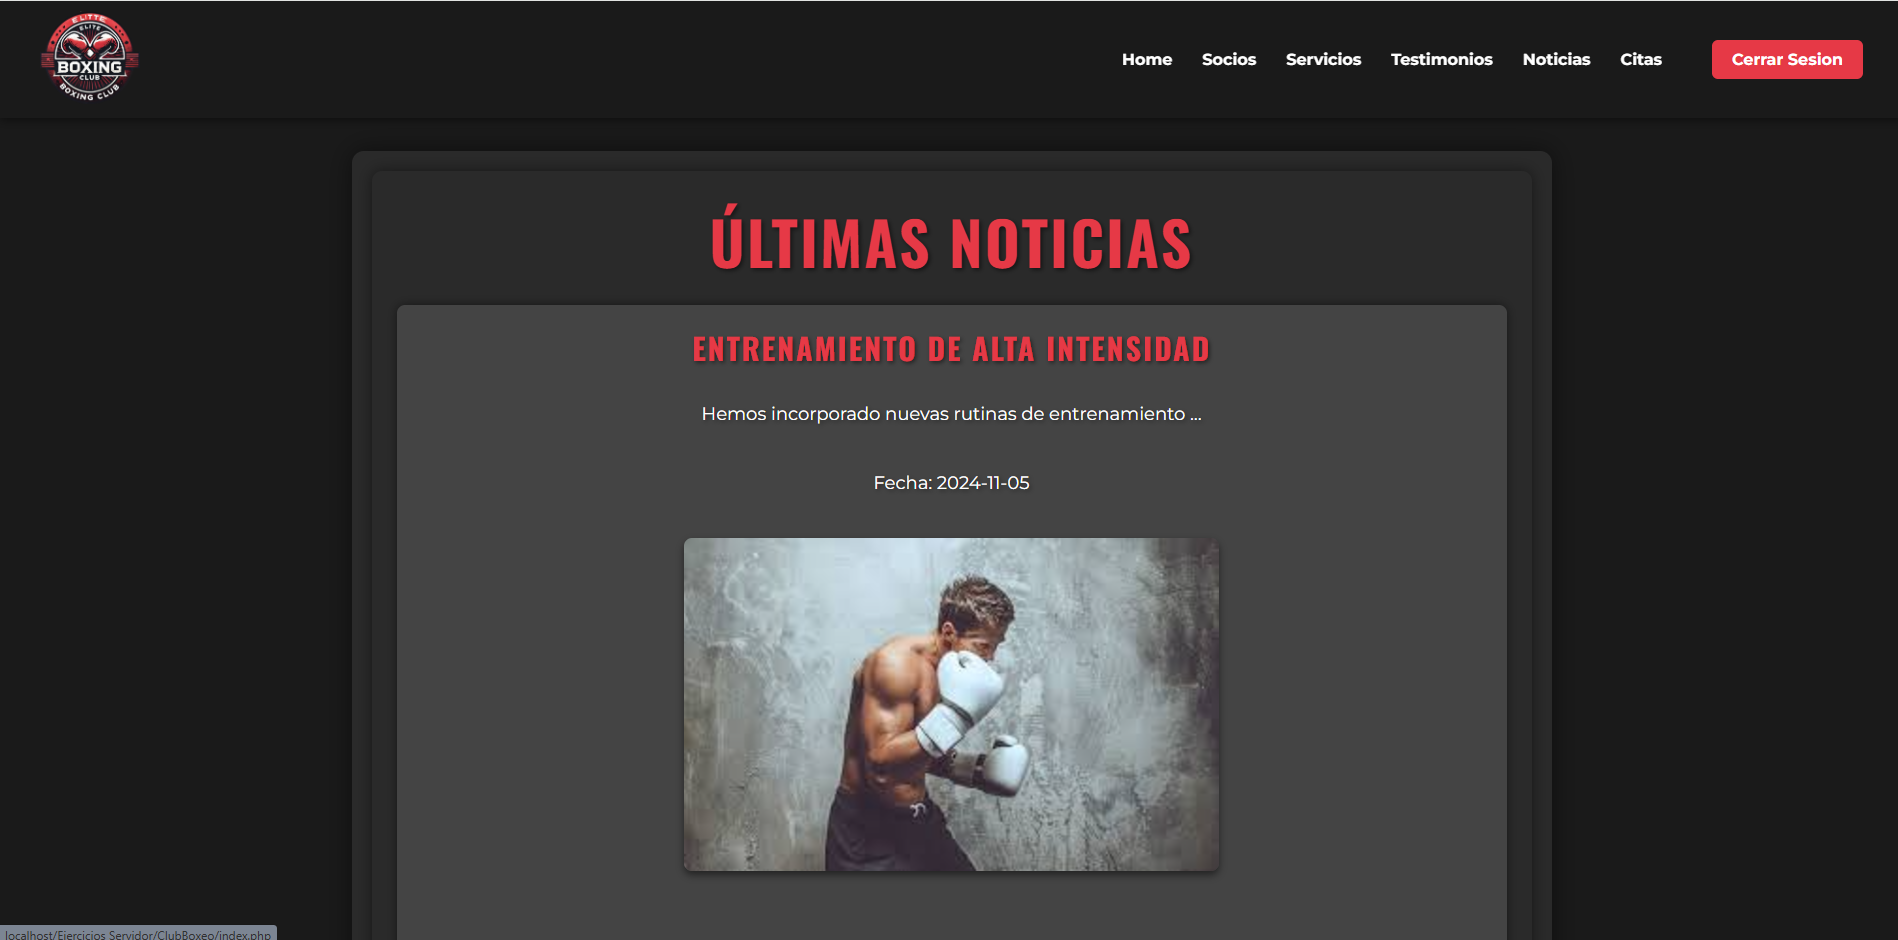 ELITTE
ELITE
BOXING
CLUB
BOXING CLUB
Home Socios Servicios Testimonios Noticias Citas Cerrar Sesion
ÚLTIMAS NOTICIAS
ENTRENAMIENTO DE ALTA INTENSIDAD
Hemos incorporado nuevas rutinas de entrenamiento ...
Fecha: 2024-11-05
localhost/Ejercicios Servidor/ClubBoxeo/index.php